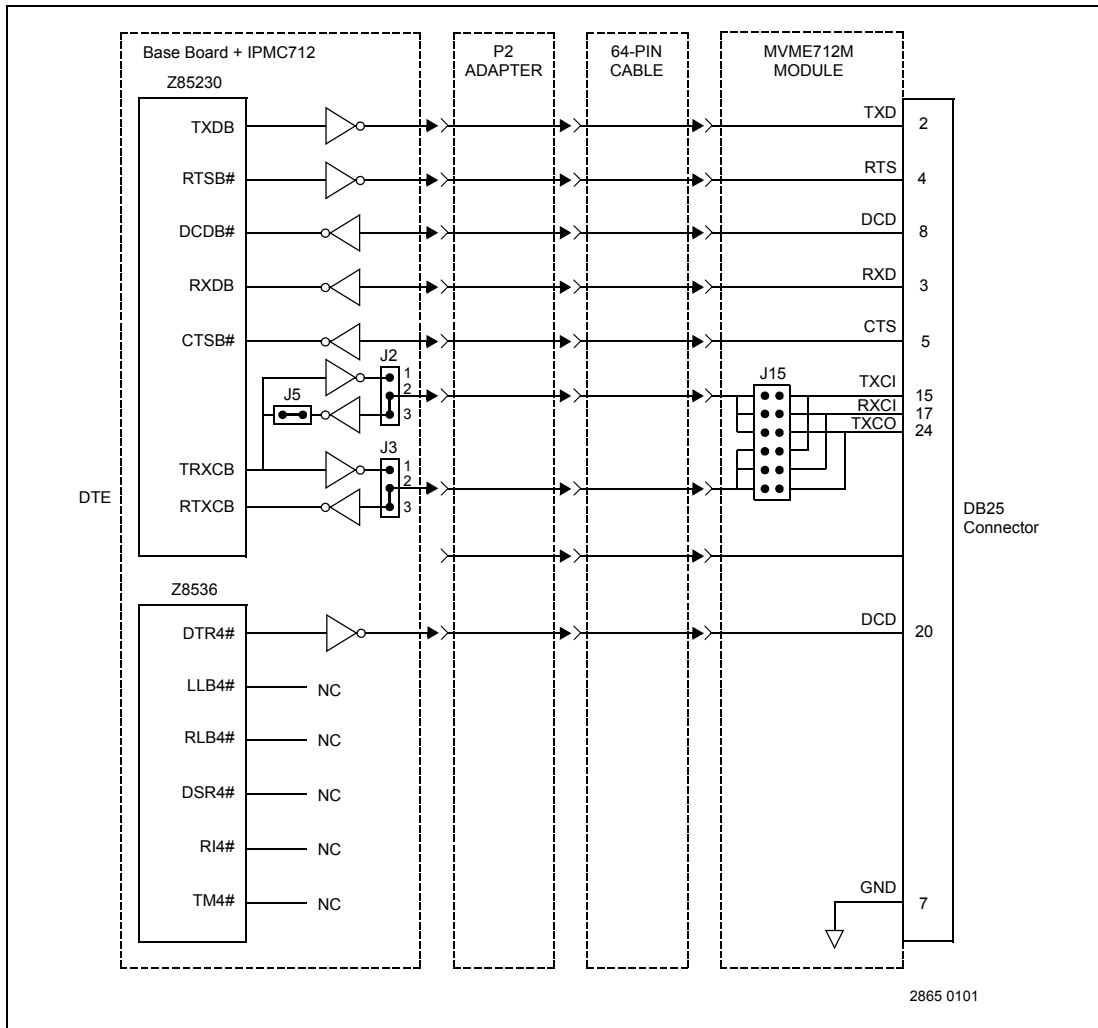 Base Board + IPMC712
P2
ADAPTER
64-PIN
CABLE
MVME712M
MODULE
Z85230
TXDB
TXD
2
RTSB#
RTS
4
DCDB#
DCD
8
RXDB
RXD
3
CTSB#
CTS
5
J2
1
2
3
J5
J15
TXCI
15
RXCI
17
TXCO
24
J3
TRXCB
1
2
RTXCB
3
DTE
DB25
Connector
Z8536
DTR4#
DCD
20
LLB4#
NC
RLB4#
NC
DSR4#
NC
RI4#
NC
TM4#
NC
GND
7
2865 0101